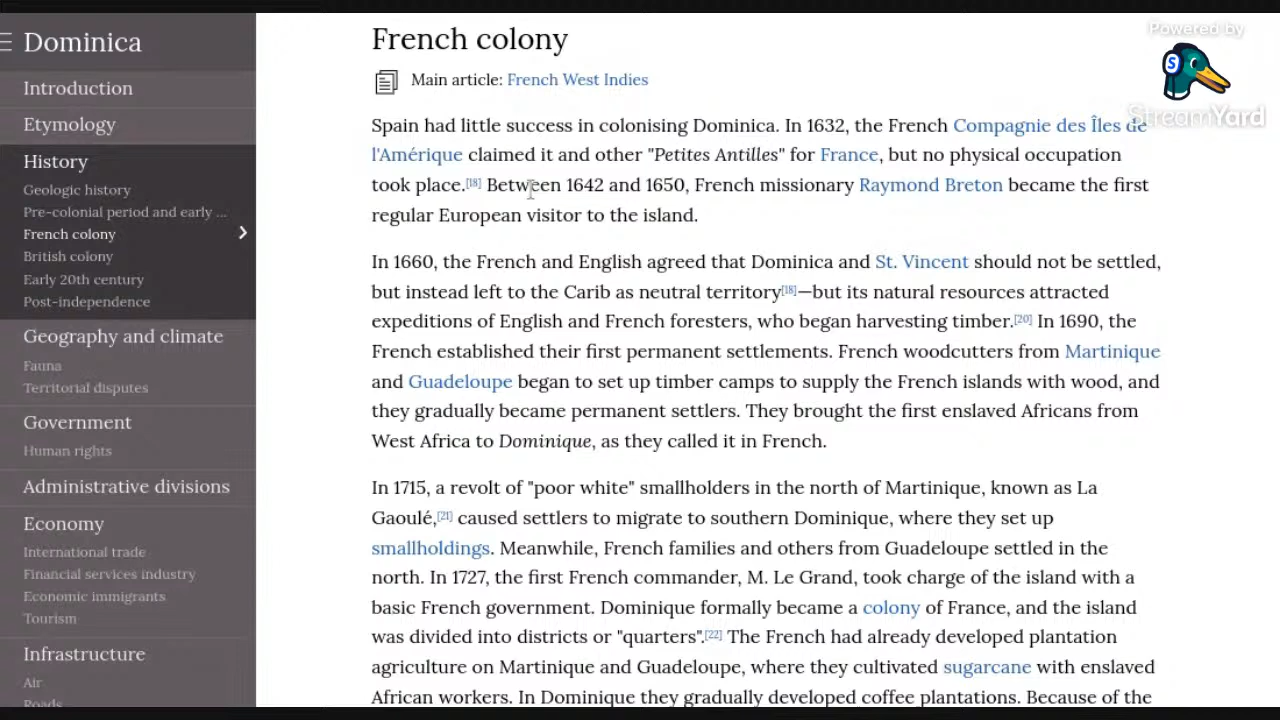 Dominica
Introduction
Etymology
History
Geologic history
Pre-colonial period and early ...
French colony
British colony
Early 20th century
Post-independence
Geography and climate
Fauna
Territorial disputes
Government
Human rights
Administrative divisions
Economy
International trade
Financial services industry
Economic immigrants
Tourism
Infrastructure
Air
Roads
French colony
Main article: French West Indies
Spain had little success in colonising Dominica. In 1632, the French Compagnie des Îles de
l'Amérique claimed it and other "Petites Antilles" for France, but no physical occupation
took place.[18] Between 1642 and 1650, French missionary Raymond Breton became the first
regular European visitor to the island.
In 1660, the French and English agreed that Dominica and St. Vincent should not be settled,
but instead left to the Carib as neutral territory[18]—but its natural resources attracted
expeditions of English and French foresters, who began harvesting timber.[20] In 1690, the
French established their first permanent settlements. French woodcutters from Martinique
and Guadeloupe began to set up timber camps to supply the French islands with wood, and
they gradually became permanent settlers. They brought the first enslaved Africans from
West Africa to Dominique, as they called it in French.
In 1715, a revolt of "poor white" smallholders in the north of Martinique, known as La
Gaoulé,[21] caused settlers to migrate to southern Dominique, where they set up
smallholdings. Meanwhile, French families and others from Guadeloupe settled in the
north. In 1727, the first French commander, M. Le Grand, took charge of the island with a
basic French government. Dominique formally became a colony of France, and the island
was divided into districts or "quarters".[22] The French had already developed plantation
agriculture on Martinique and Guadeloupe, where they cultivated sugarcane with enslaved
African workers. In Dominique they gradually developed coffee plantations. Because of the
Powered by
S
StreamYard